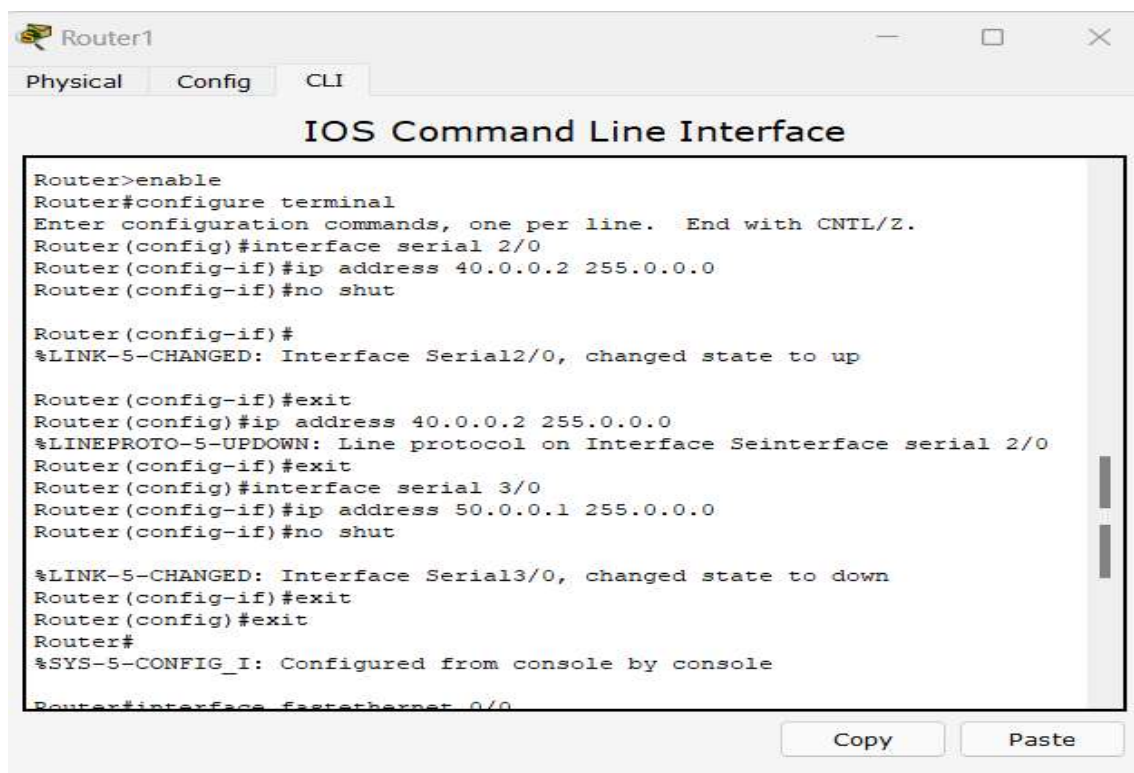 Router1
Physical Config CLI
IOS Command Line Interface
Router>enable
Router#configure terminal
Enter configuration commands, one per line.  End with CNTL/Z.
Router(config)#interface serial 2/0
Router(config-if)#ip address 40.0.0.2 255.0.0.0
Router(config-if)#no shut
Router(config-if)#
%LINK-5-CHANGED: Interface Serial2/0, changed state to up
Router(config-if)#exit
Router(config)#ip address 40.0.0.2 255.0.0.0
%LINEPROTO-5-UPDOWN: Line protocol on Interface Seinterface serial 2/0
Router(config-if)#exit
Router(config)#interface serial 3/0
Router(config-if)#ip address 50.0.0.1 255.0.0.0
Router(config-if)#no shut
%LINK-5-CHANGED: Interface Serial3/0, changed state to down
Router(config-if)#exit
Router(config)#exit
Router#
%SYS-5-CONFIG_I: Configured from console by console
Router#interface fastethernet 0/0
Copy Paste